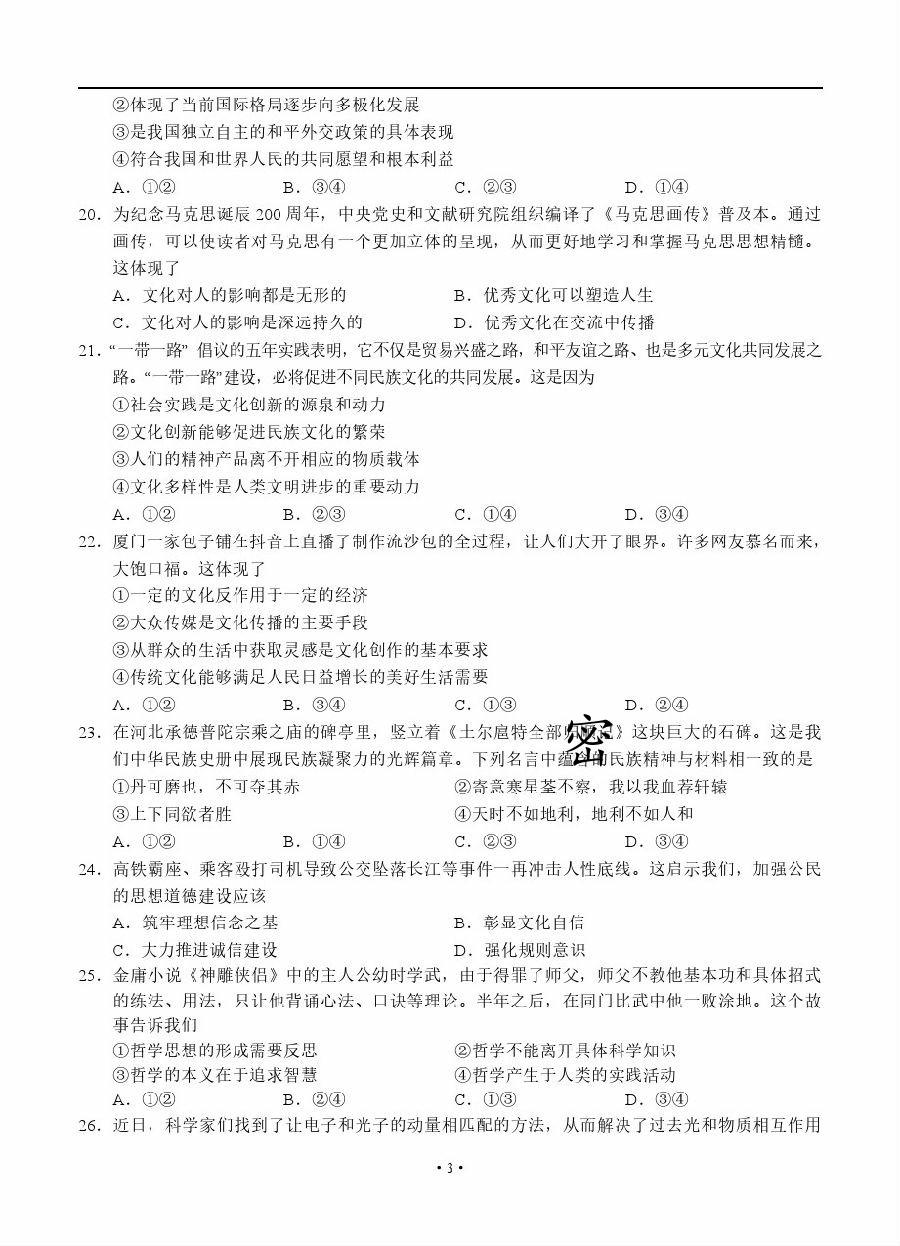 ②体现了当前国际格局逐步向多极化发展
③是我国独立自主的和平外交政策的具体表现
④符合我国和世界人民的共同愿望和根本利益
A．①② B．③④ C．②③ D．①④
20．为纪念马克思诞辰 200 周年，中央党史和文献研究院组织编译了《马克思画传》普及本。通过
画传，可以使读者对马克思有一个更加立体的呈现，从而更好地学习和掌握马克思思想精髓。
这体现了
A．文化对人的影响都是无形的 B．优秀文化可以塑造人生
C．文化对人的影响是深远持久的 D．优秀文化在交流中传播
21．“一带一路” 倡议的五年实践表明，它不仅是贸易兴盛之路，和平友谊之路、也是多元文化共同发展之
路。“一带一路”建设，必将促进不同民族文化的共同发展。这是因为
①社会实践是文化创新的源泉和动力
②文化创新能够促进民族文化的繁荣
③人们的精神产品离不开相应的物质载体
④文化多样性是人类文明进步的重要动力
A．①② B．②③ C．①④ D．③④
22．厦门一家包子铺在抖音上直播了制作流沙包的全过程，让人们大开了眼界。许多网友慕名而来，
大饱口福。这体现了
①一定的文化反作用于一定的经济
②大众传媒是文化传播的主要手段
③从群众的生活中获取灵感是文化创作的基本要求
④传统文化能够满足人民日益增长的美好生活需要
A．①② B．③④ C．①③ D．②④
23．在河北承德普陀宗乘之庙的碑亭里，竖立着《土尔扈特全部归顺记》这块巨大的石碑。这是我
们中华民族史册中展现民族凝聚力的光辉篇章。下列名言中蕴含的民族精神与材料相一致的是
密
①丹可磨也，不可夺其赤 ②寄意寒星荃不察，我以我血荐轩辕
③上下同欲者胜 ④天时不如地利，地利不如人和
A．①② B．①④ C．②③ D．③④
24．高铁霸座、乘客殴打司机导致公交坠落长江等事件一再冲击人性底线。这启示我们，加强公民
的思想道德建设应该
A．筑牢理想信念之基 B．彰显文化自信
C．大力推进诚信建设 D．强化规则意识
25．金庸小说《神雕侠侣》中的主人公幼时学武，由于得罪了师父，师父不教他基本功和具体招式
的练法、用法，只让他背诵心法、口诀等理论。半年之后，在同门比武中他一败涂地。这个故
事告诉我们
①哲学思想的形成需要反思 ②哲学不能离开具体科学知识
③哲学的本义在于追求智慧 ④哲学产生于人类的实践活动
A．①② B．②④ C．①③ D．③④
26．近日，科学家们找到了让电子和光子的动量相匹配的方法，从而解决了过去光和物质相互作用
·3·